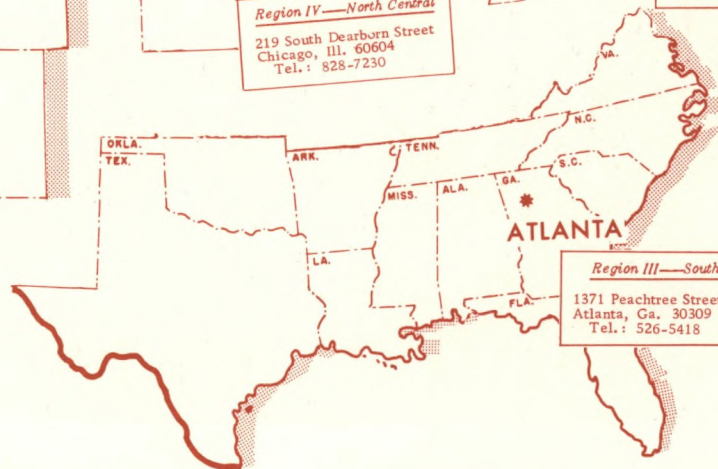 Region IV—North Central
219 South Dearborn Street
Chicago, Ill. 60604
Tel.: 828-7230
VA.
N.C.
OKLA.
TENN.
TEX.
ARK.
S.C.
GA.
MISS.
ALA.
ATLANTA
LA.
Region III—South
FLA.
1371 Peachtree Stree
Atlanta, Ga. 30309
Tel.: 526-5418